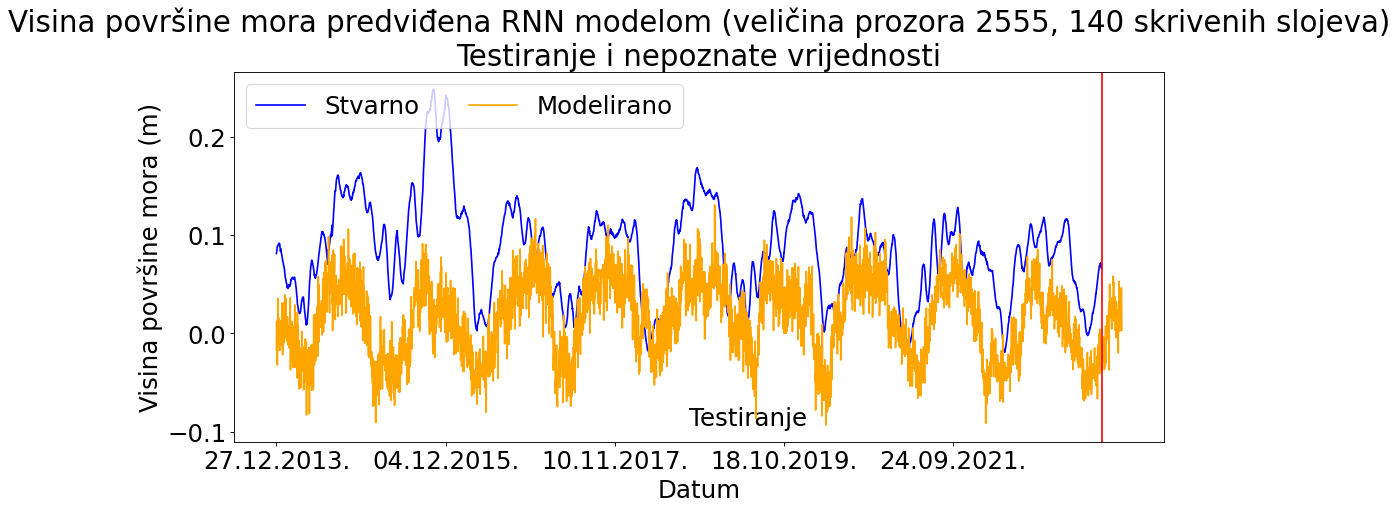 Visina površine mora predviđena RNN modelom (veličina prozora 2555, 140 skrivenih slojeva)
Testiranje i nepoznate vrijednosti
Stvarno
Modelirano
Visina površine mora (m)
0.2
0.1
0.0
−0.1
Testiranje
27.12.2013.
04.12.2015.
10.11.2017.
18.10.2019.
24.09.2021.
Datum